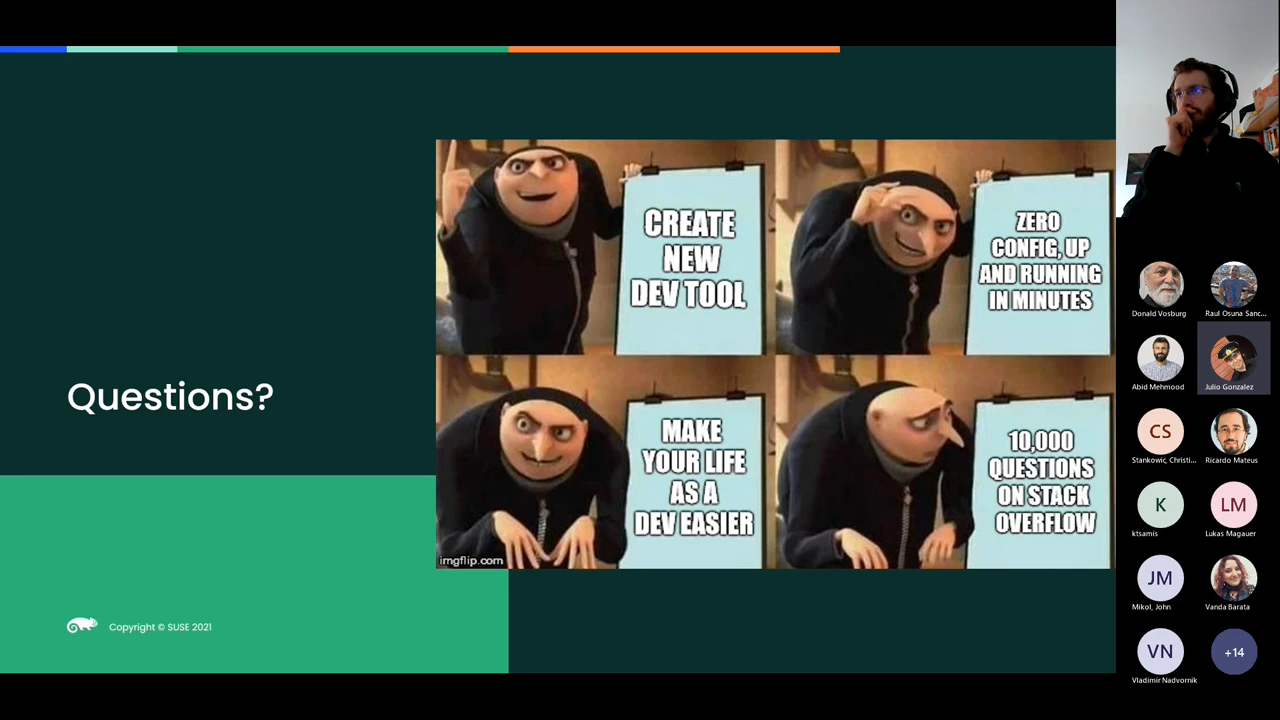 Questions?
CREATE
NEW
DEV TOOL
ZERO
CONFIG, UP
AND RUNNING
IN MINUTES
MAKE
YOUR LIFE
AS A
DEV EASIER
10,000
QUESTIONS
ON STACK
OVERFLOW
imgflip.com
Copyright © SUSE 2021
Donald Vosburg
Raul Osuna Sanc...
Abid Mehmood
Julio Gonzalez
CS
Stankowic, Christi...
Ricardo Mateus
K
ktsamis
LM
Lukas Magauer
JM
Mikol, John
Vanda Barata
VN
Vladimir Nadvornik
+14